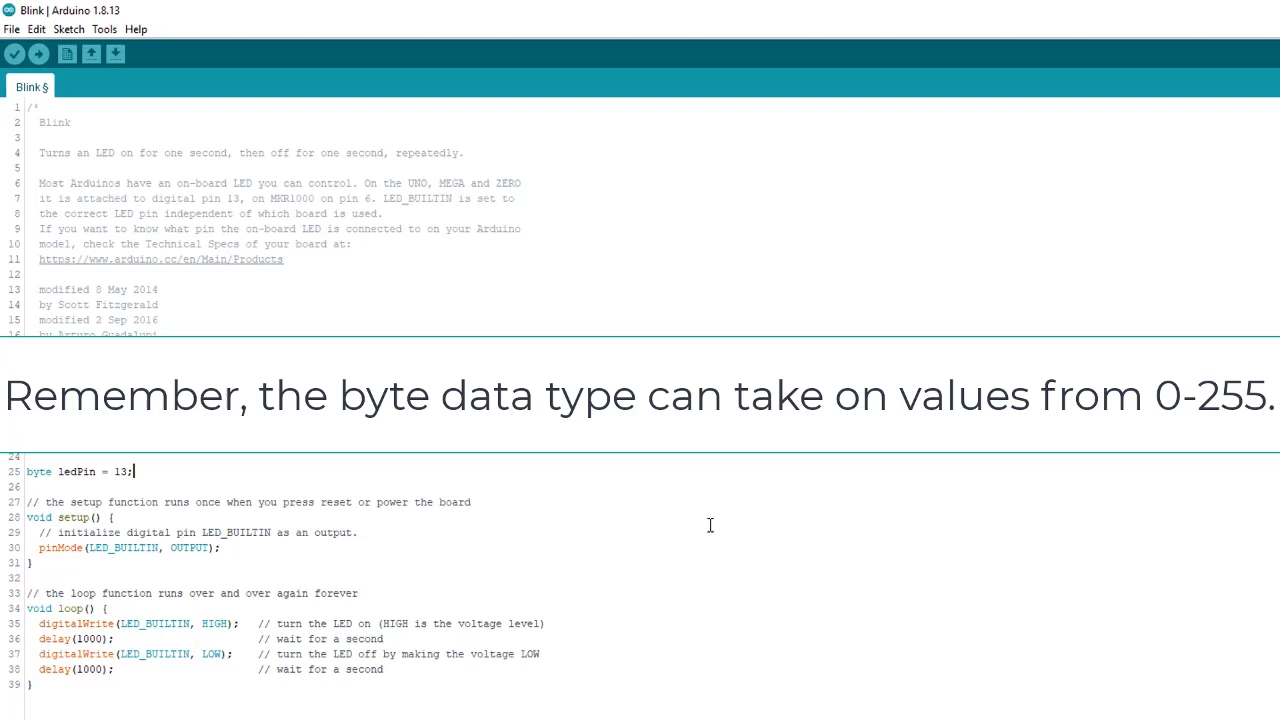 Blink | Arduino 1.8.13
File Edit Sketch Tools Help
Blink §
1 /*
2 Blink
3
4 Turns an LED on for one second, then off for one second, repeatedly.
5
6 Most Arduinos have an on-board LED you can control. On the UNO, MEGA and ZERO
7 it is attached to digital pin 13, on MKR1000 on pin 6. LED_BUILTIN is set to
8 the correct LED pin independent of which board is used.
9 If you want to know what pin the on-board LED is connected to on your Arduino
10 model, check the Technical Specs of your board at:
11 https://www.arduino.cc/en/Main/Products
12
13 modified 8 May 2014
14 by Scott Fitzgerald
15 modified 2 Sep 2016
16 by Arturo Guadalupi
Remember, the byte data type can take on values from 0-255.
24
25 byte ledPin = 13;
26
27 // the setup function runs once when you press reset or power the board
28 void setup() {
29 // initialize digital pin LED_BUILTIN as an output.
30 pinMode(LED_BUILTIN, OUTPUT);
31 }
32
33 // the loop function runs over and over again forever
34 void loop() {
35 digitalWrite(LED_BUILTIN, HIGH); // turn the LED on (HIGH is the voltage level)
36 delay(1000); // wait for a second
37 digitalWrite(LED_BUILTIN, LOW); // turn the LED off by making the voltage LOW
38 delay(1000); // wait for a second
39 }